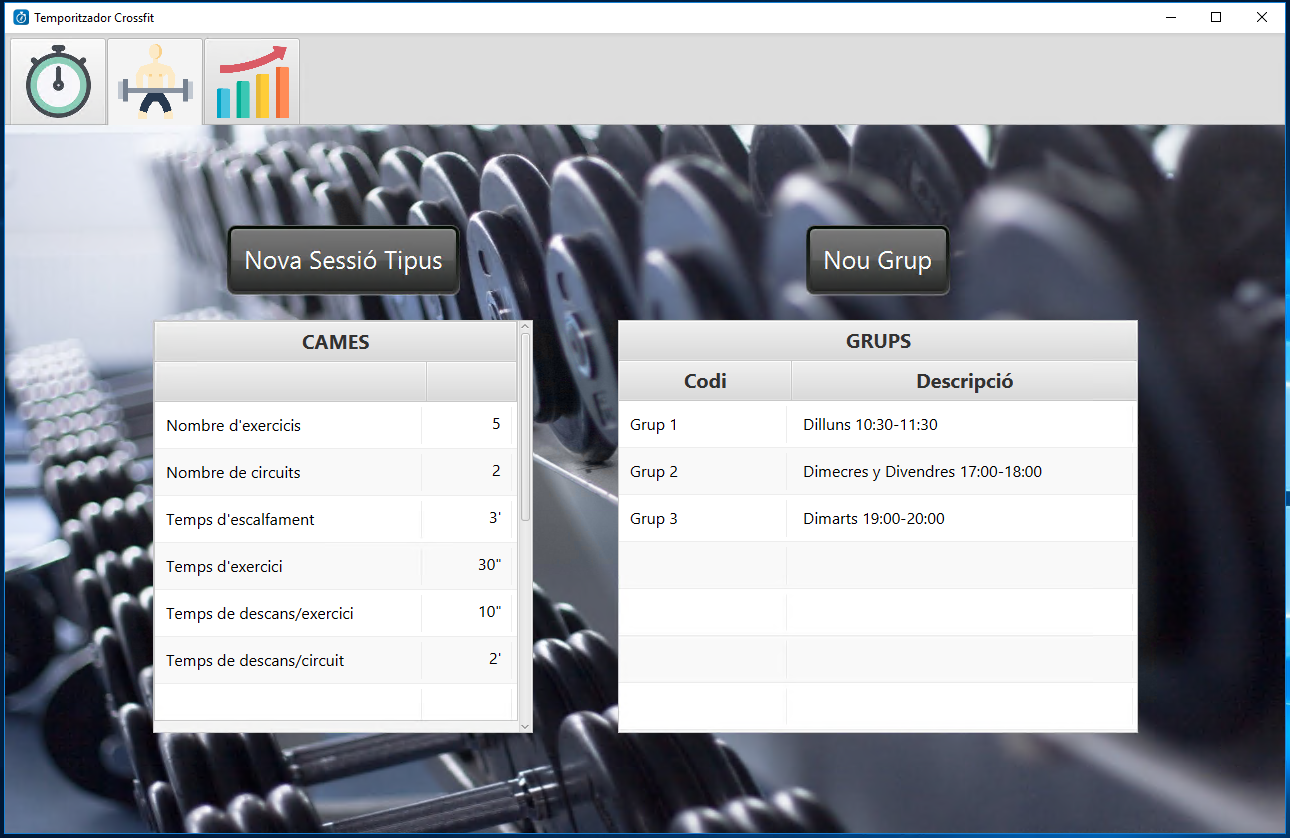 Temporitzador Crossfit
Nova Sessió Tipus
Nou Grup
CAMES
Nombre d'exercicis 5
Nombre de circuits 2
Temps d'escalfament 3'
Temps d'exercici 30"
Temps de descans/exercici 10"
Temps de descans/circuit 2'
GRUPS
Codi Descripció
Grup 1 Dilluns 10:30-11:30
Grup 2 Dimecres y Divendres 17:00-18:00
Grup 3 Dimarts 19:00-20:00